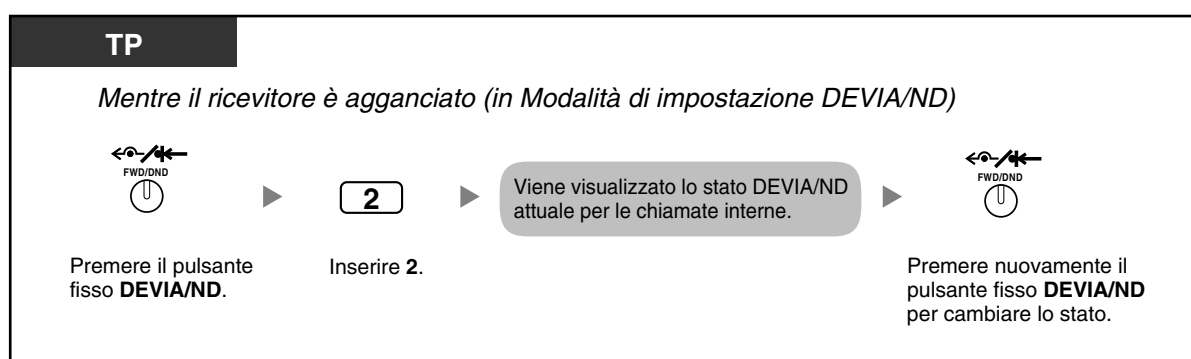 TP
Mentre il ricevitore è agganciato (in Modalità di impostazione DEVIA/ND)
FWD/DND
2
Viene visualizzato lo stato DEVIA/ND
attuale per le chiamate interne.
FWD/DND
Premere il pulsante
fisso DEVIA/ND.
Inserire 2.
Premere nuovamente il
pulsante fisso DEVIA/ND
per cambiare lo stato.